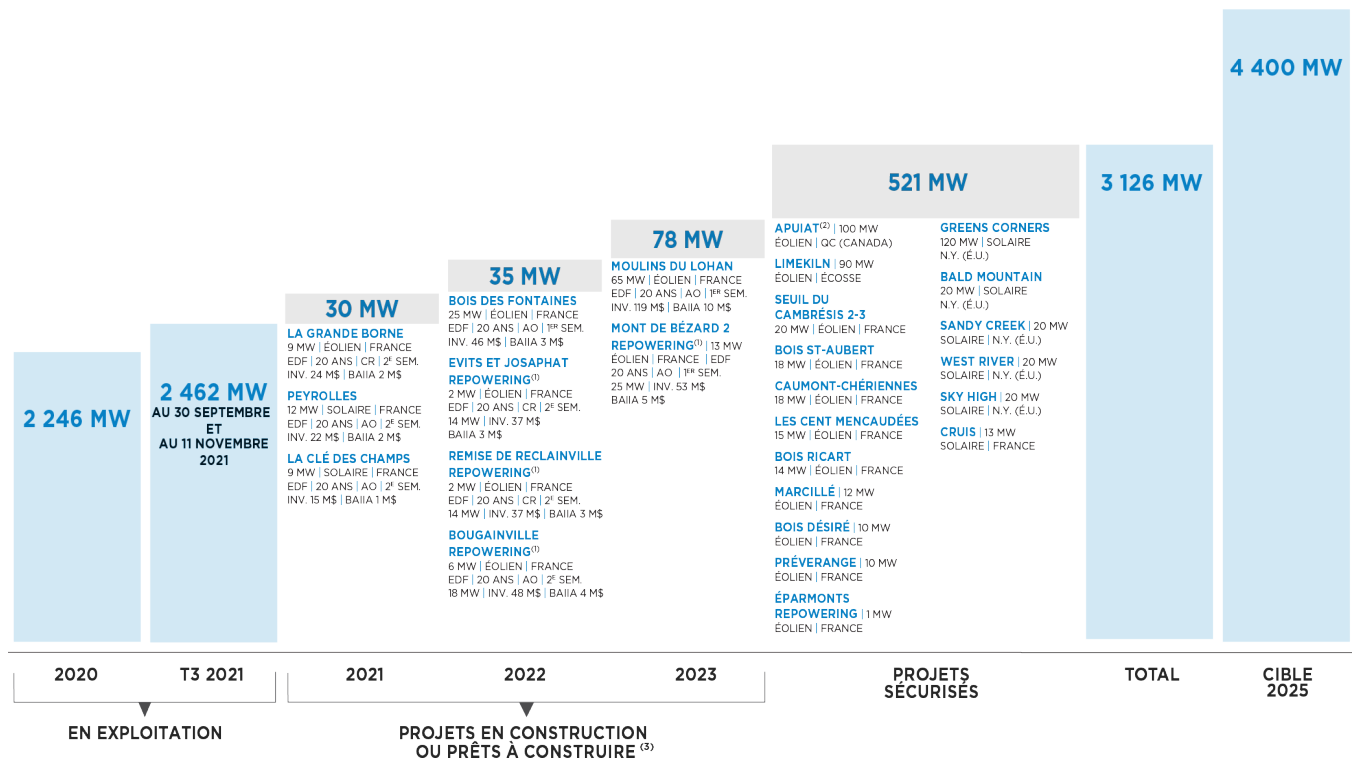 2 246 MW
2 462 MW
AU 30 SEPTEMBRE
ET
AU 11 NOVEMBRE
2021
30 MW
LA GRANDE BORNE
9 MW | ÉOLIEN | FRANCE
EDF | 20 ANS | CR | 2E SEM.
INV. 24 M$ | BAIIA 2 M$
PEYROLLES
12 MW | SOLAIRE | FRANCE
EDF | 20 ANS | AO | 2E SEM.
INV. 22 M$ | BAIIA 2 M$
LA CLÉ DES CHAMPS
9 MW | SOLAIRE | FRANCE
EDF | 20 ANS | AO | 2E SEM.
INV. 15 M$ | BAIIA 1 M$
35 MW
BOIS DES FONTAINES
25 MW | ÉOLIEN | FRANCE
EDF | 20 ANS | AO | 1ER SEM.
INV. 46 M$ | BAIIA 3 M$
EVITS ET JOSAPHAT
REPOWERING(1)
2 MW | ÉOLIEN | FRANCE
EDF | 20 ANS | CR | 2E SEM.
14 MW | INV. 37 M$
BAIIA 3 M$
REMISE DE RECLAINVILLE
REPOWERING(1)
2 MW | ÉOLIEN | FRANCE
EDF | 20 ANS | CR | 2E SEM.
14 MW | INV. 37 M$ | BAIIA 3 M$
BOUGAINVILLE
REPOWERING(1)
6 MW | ÉOLIEN | FRANCE
EDF | 20 ANS | AO | 2E SEM.
18 MW | INV. 48 M$ | BAIIA 4 M$
78 MW
MOULINS DU LOHAN
65 MW | ÉOLIEN | FRANCE
EDF | 20 ANS | AO | 1ER SEM.
INV. 119 M$ | BAIIA 10 M$
MONT DE BÉZARD 2
REPOWERING(1) | 13 MW
ÉOLIEN | FRANCE | EDF
20 ANS | AO | 1ER SEM.
25 MW | INV. 53 M$
BAIIA 5 M$
521 MW
APUIAT(2) | 100 MW
ÉOLIEN | QC (CANADA)
LIMEKILN | 90 MW
ÉOLIEN | ÉCOSSE
SEUIL DU
CAMBRÉSIS 2-3
20 MW | ÉOLIEN | FRANCE
BOIS ST-AUBERT
18 MW | ÉOLIEN | FRANCE
CAUMONT-CHÉRIENNES
18 MW | ÉOLIEN | FRANCE
LES CENT MENCAUDÉES
15 MW | ÉOLIEN | FRANCE
BOIS RICART
14 MW | ÉOLIEN | FRANCE
MARCILLÉ | 12 MW
ÉOLIEN | FRANCE
BOIS DÉSIRÉ | 10 MW
ÉOLIEN | FRANCE
PRÉVERANGE | 10 MW
ÉOLIEN | FRANCE
ÉPARMONTS
REPOWERING | 1 MW
ÉOLIEN | FRANCE
GREENS CORNERS
120 MW | SOLAIRE
N.Y. (É.U.)
BALD MOUNTAIN
20 MW | SOLAIRE
N.Y. (É.U.)
SANDY CREEK | 20 MW
SOLAIRE | N.Y. (É.U.)
WEST RIVER | 20 MW
SOLAIRE | N.Y. (É.U.)
SKY HIGH | 20 MW
SOLAIRE | N.Y. (É.U.)
CRUIS | 13 MW
SOLAIRE | FRANCE
3 126 MW
4 400 MW
2020
T3 2021
2021
2022
2023
PROJETS
SÉCURISÉS
TOTAL
CIBLE
2025
EN EXPLOITATION
PROJETS EN CONSTRUCTION
OU PRÊTS À CONSTRUIRE (3)